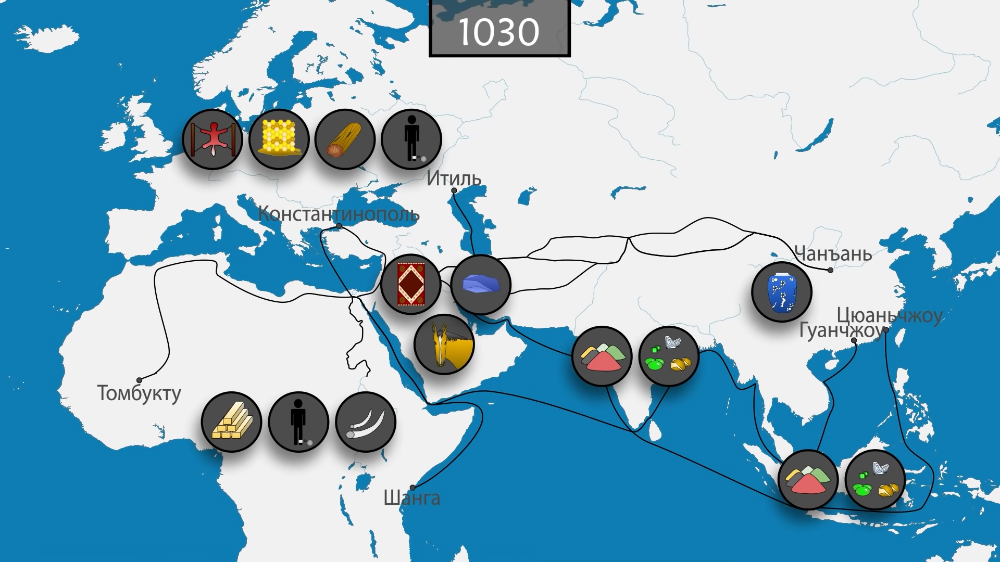 1030
Итиль
Константинополь
Чанъань
Цюаньчжоу
Гуанчжоу
Томбукту
Шанга